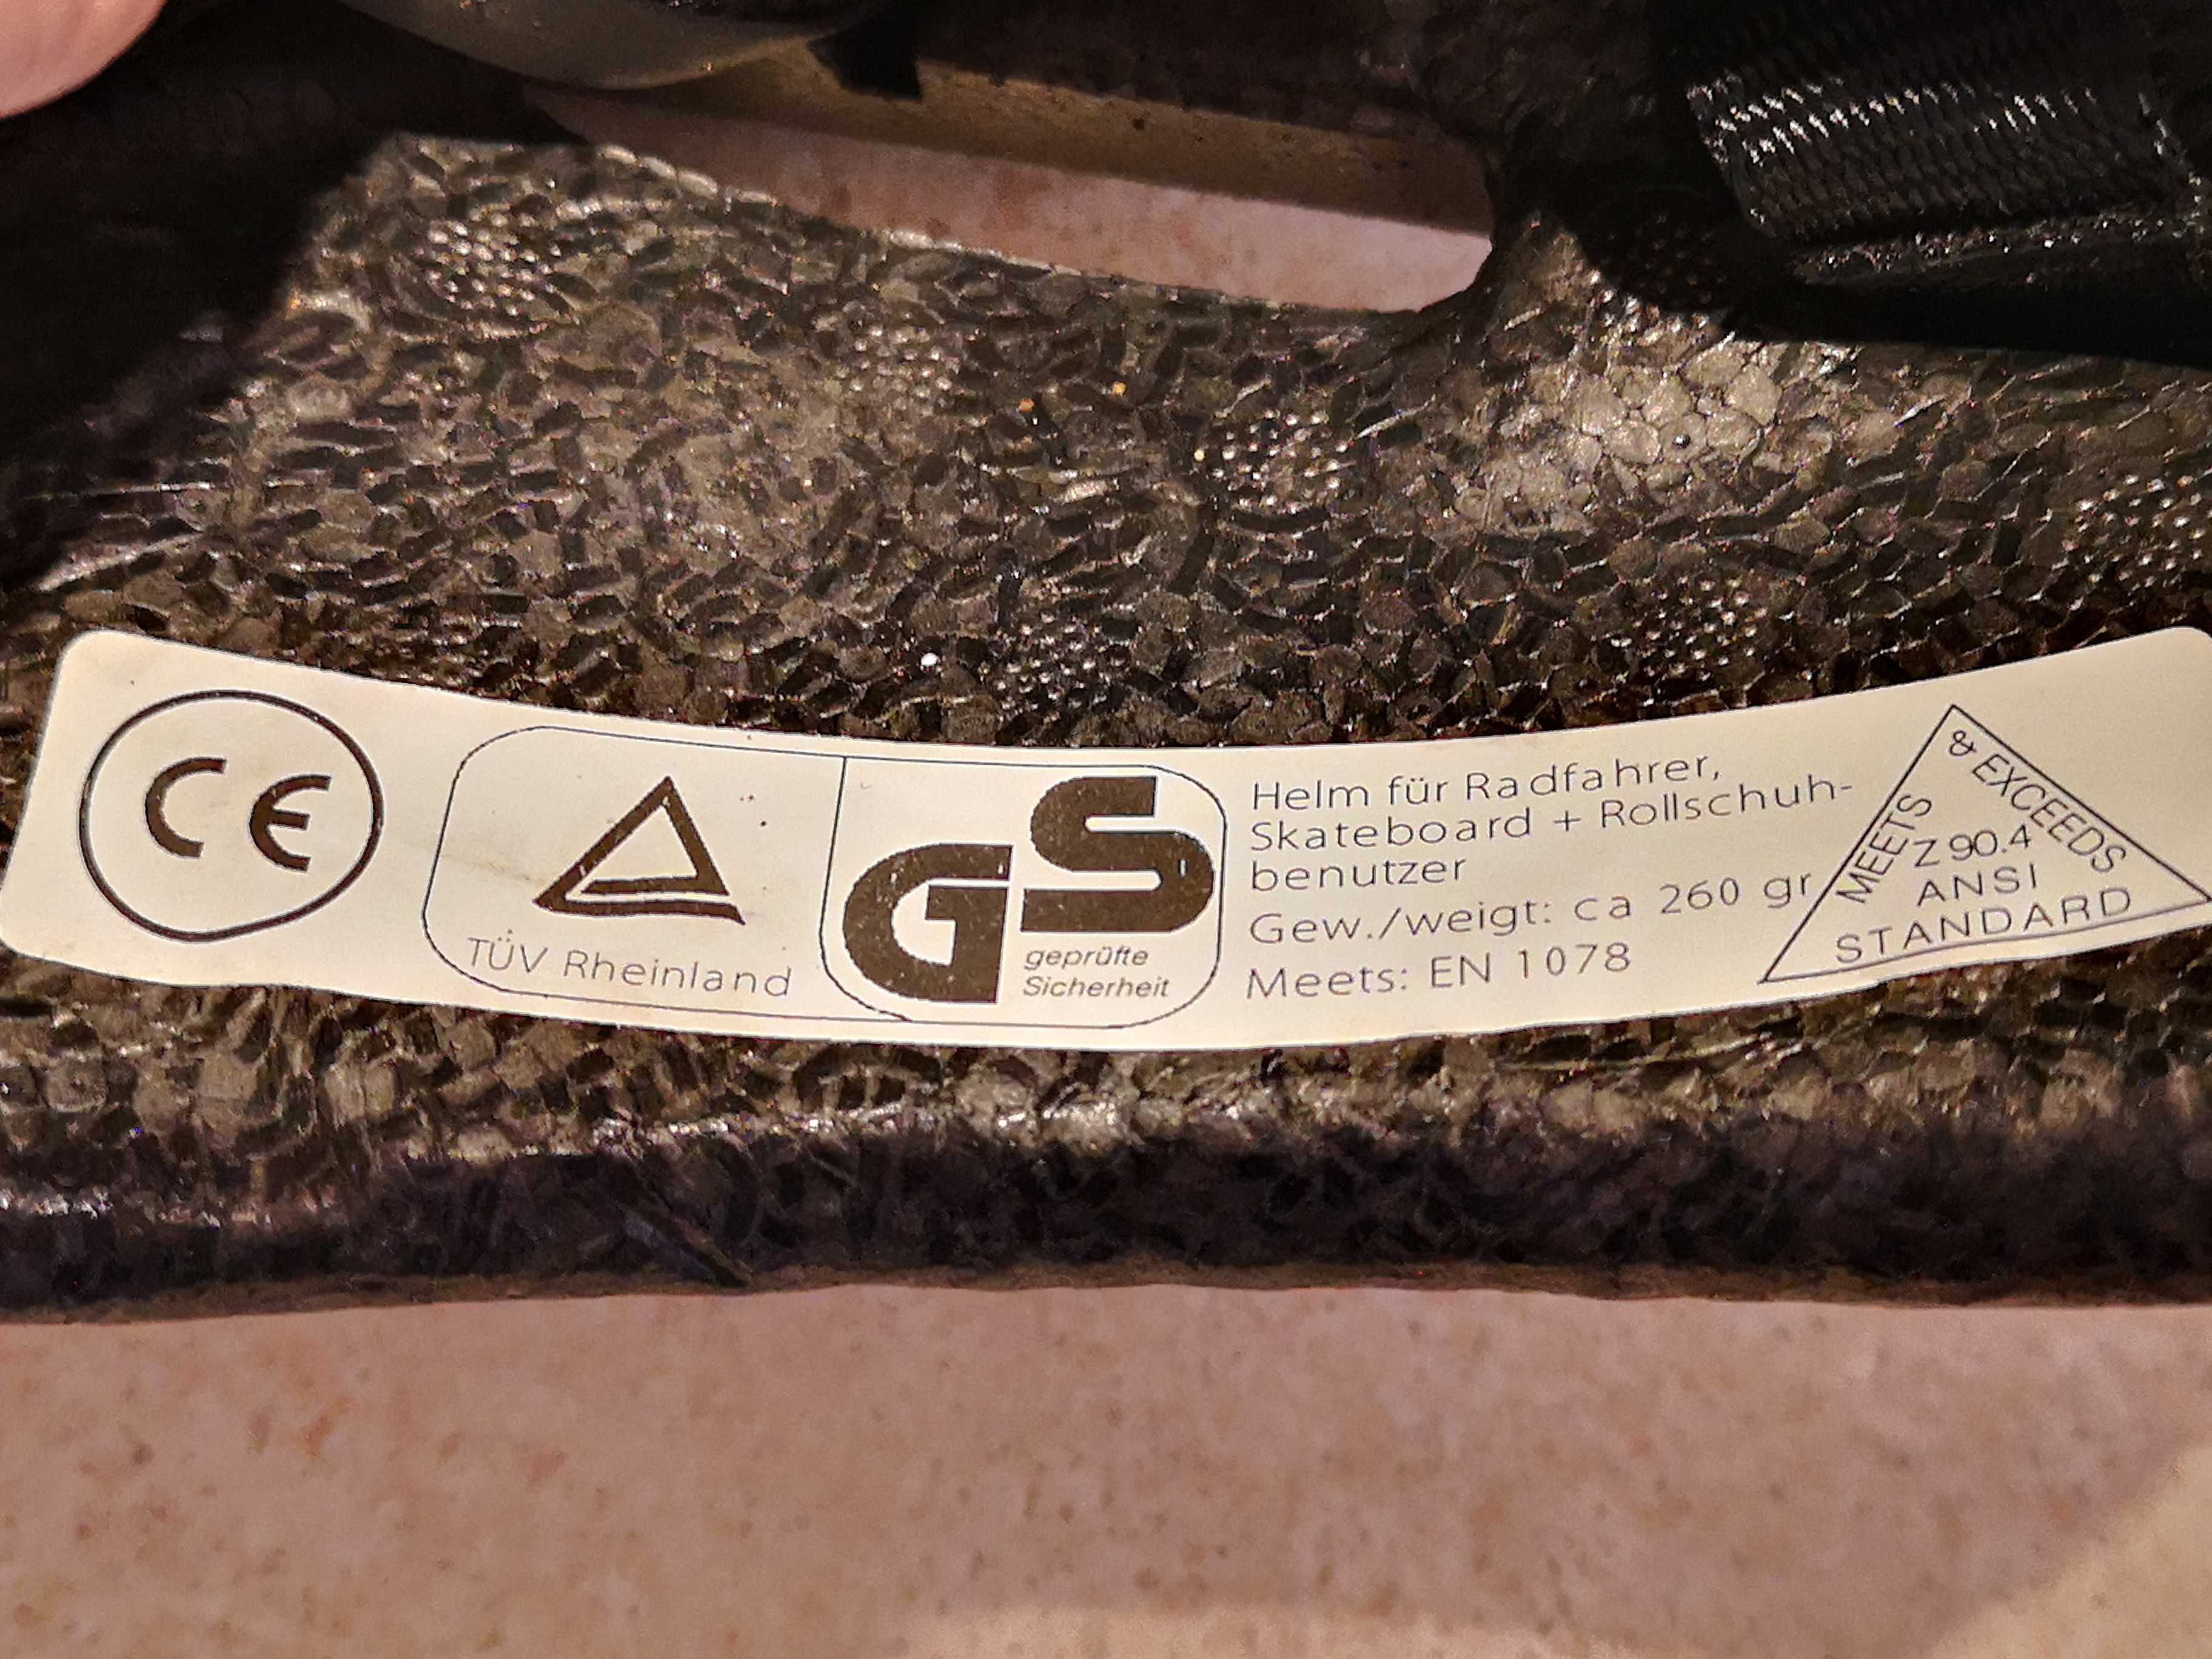 CE
TÜV Rheinland
GS
geprüfte
Sicherheit
Helm für Radfahrer,
Skateboard + Rollschuh-
benutzer
Gew./weigt: ca 260 gr
Meets: EN 1078
MEETS
& EXCEEDS
Z 90.4
ANSI
STANDARD